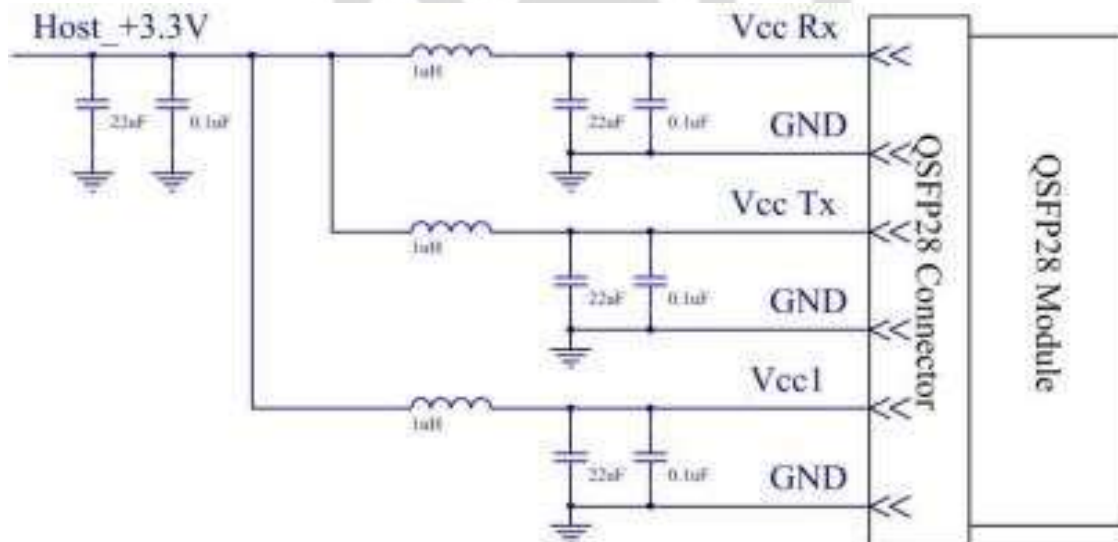 Host_+3.3V
Vcc Rx
1uH
22uF
0.1uF
22uF
0.1uF
GND
Vcc Tx
1uH
22uF
0.1uF
GND
Vcc1
1uH
22uF
0.1uF
GND
QSFP28 Connector
QSFP28 Module